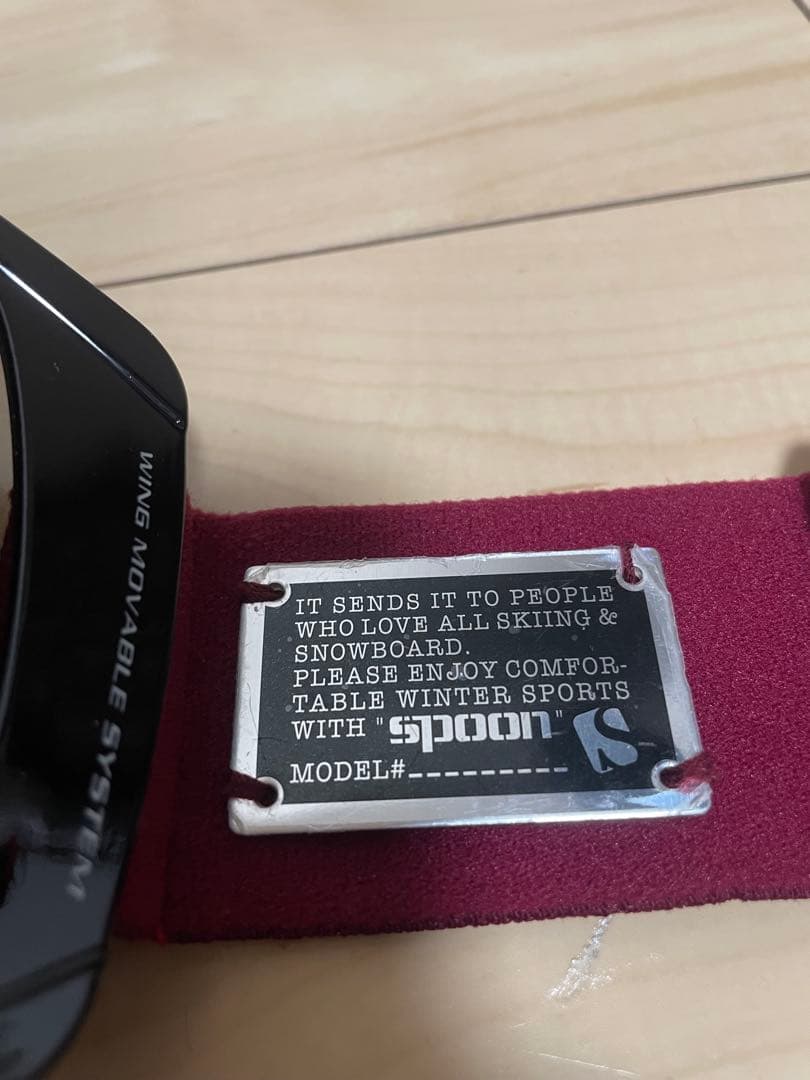 WING MOVABLE SYSTEM
IT SENDS IT TO PEOPLE
WHO LOVE ALL SKIING &
SNOWBOARD.
PLEASE ENJOY COMFOR-
TABLE WINTER SPORTS
WITH "spoon" S
MODEL#_________